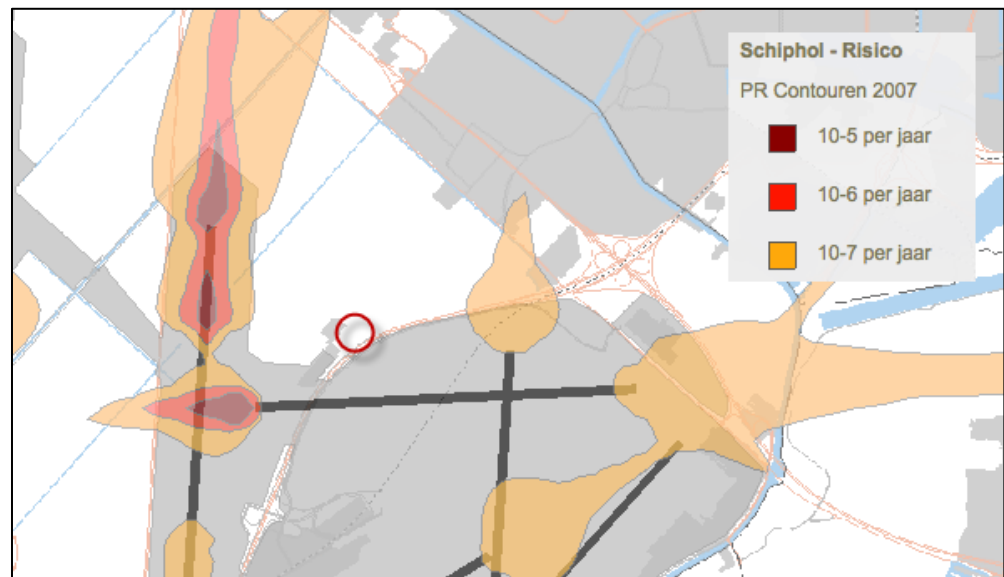 Schiphol - Risico
PR Contouren 2007
10-5 per jaar
10-6 per jaar
10-7 per jaar